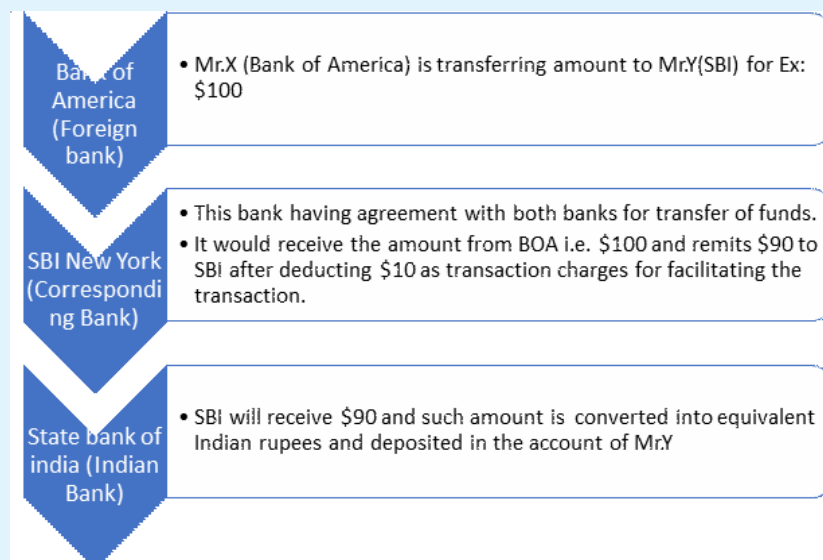 Bank of
America
(Foreign
bank)
• Mr.X (Bank of America) is transferring amount to Mr.Y(SBI) for Ex:
$100
SBI New York
(Correspondi
ng Bank)
• This bank having agreement with both banks for transfer of funds.
• It would receive the amount from BOA i.e. $100 and remits $90 to
SBI after deducting $10 as transaction charges for facilitating the
transaction.
State bank of
india (Indian
Bank)
• SBI will receive $90 and such amount is converted into equivalent
Indian rupees and deposited in the account of Mr.Y